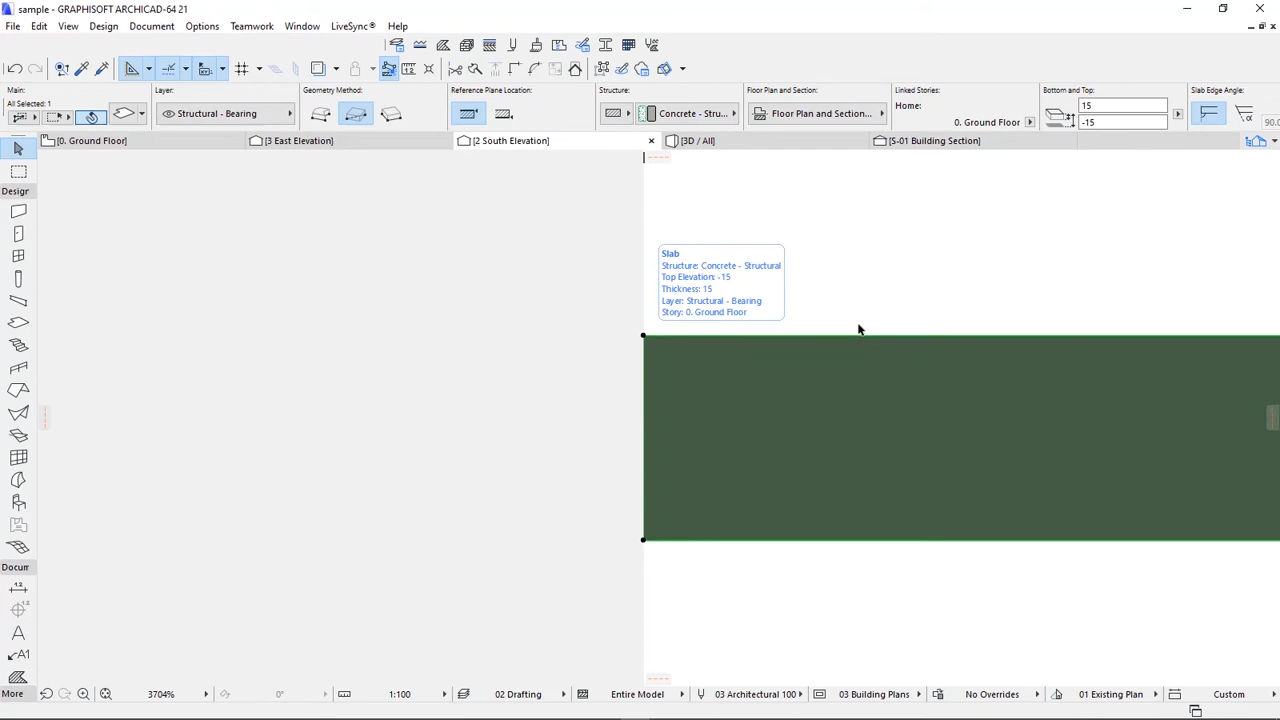 sample - GRAPHISOFT ARCHICAD-64 21
File Edit View Design Document Options Teamwork Window LiveSync® Help
Main: Layer: Geometry Method: Reference Plane Location: Structure: Floor Plan and Section: Linked Stories: Bottom and Top: Slab Edge Angle:
All Selected: 1 Home: 15
Structural - Bearing Concrete - Stru... Floor Plan and Section...
0. Ground Floor -15 90.0
[0. Ground Floor] [3 East Elevation] [2 South Elevation] [3D / All] [S-01 Building Section]
Design
Slab
Structure: Concrete - Structural
Top Elevation: -15
Thickness: 15
Layer: Structural - Bearing
Story: 0. Ground Floor
Docum
1.2
A
A1
More 3704% 0° 1:100 02 Drafting Entire Model 03 Architectural 100 03 Building Plans No Overrides 01 Existing Plan Custom